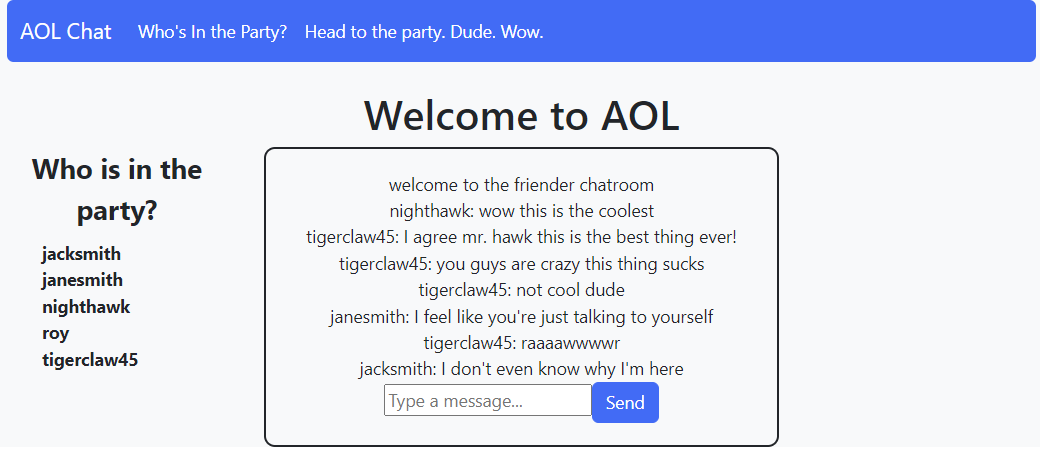 AOL Chat Who's In the Party? Head to the party. Dude. Wow.
Welcome to AOL
Who is in the
party?
jacksmith
janesmith
nighthawk
roy
tigerclaw45
welcome to the friender chatroom
nighthawk: wow this is the coolest
tigerclaw45: I agree mr. hawk this is the best thing ever!
tigerclaw45: you guys are crazy this thing sucks
tigerclaw45: not cool dude
janesmith: I feel like you're just talking to yourself
tigerclaw45: raaaawwwwr
jacksmith: I don't even know why I'm here
Type a message... Send